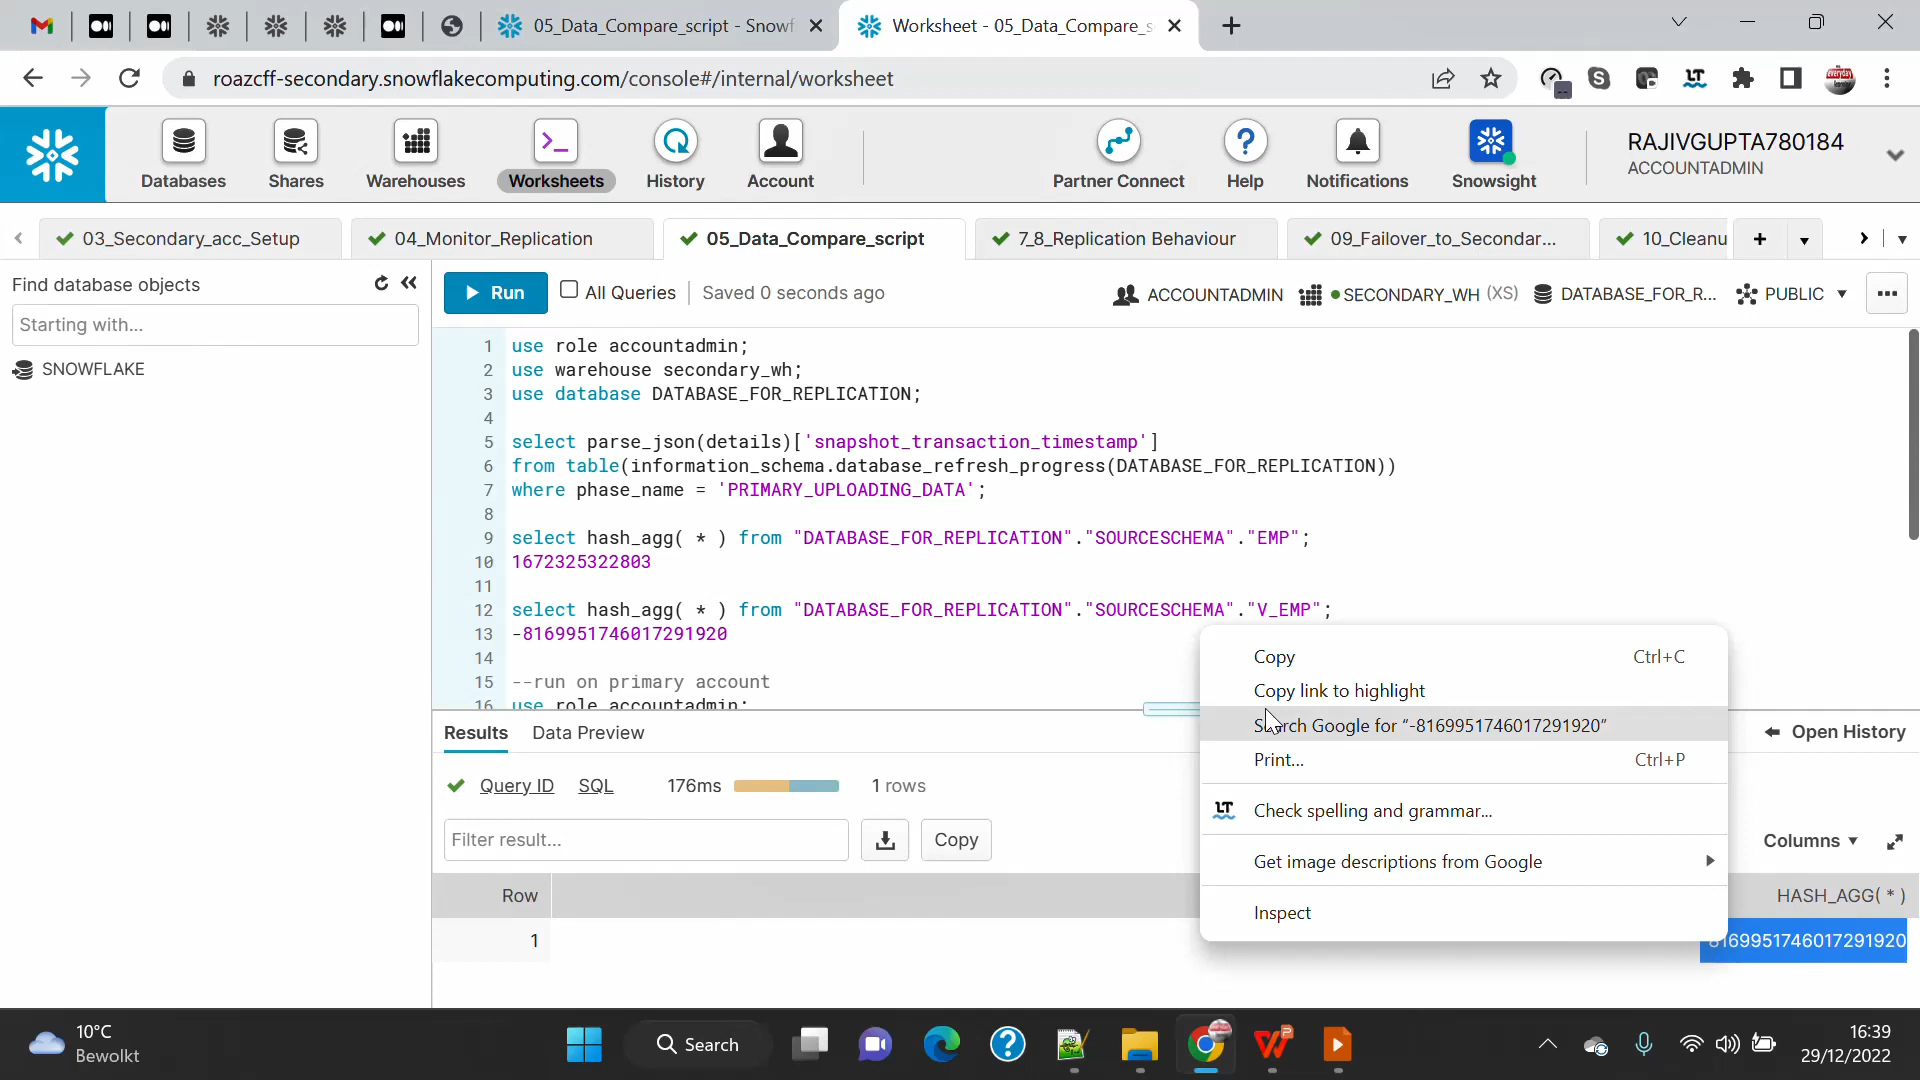 05_Data_Compare_script - Snowf
Worksheet - 05_Data_Compare_s
roazcff-secondary.snowflakecomputing.com/console#/internal/worksheet
Databases
Shares
Warehouses
Worksheets
History
Account
Partner Connect
Help
Notifications
Snowsight
RAJIVGUPTA780184
ACCOUNTADMIN
03_Secondary_acc_Setup
04_Monitor_Replication
05_Data_Compare_script
7_8_Replication Behaviour
09_Failover_to_Secondar...
10_Cleanu
Find database objects
Starting with...
SNOWFLAKE
Run
All Queries
Saved 0 seconds ago
ACCOUNTADMIN
SECONDARY_WH (XS)
DATABASE_FOR_R...
PUBLIC
1 use role accountadmin;
2 use warehouse secondary_wh;
3 use database DATABASE_FOR_REPLICATION;
4
5 select parse_json(details)['snapshot_transaction_timestamp']
6 from table(information_schema.database_refresh_progress(DATABASE_FOR_REPLICATION))
7 where phase_name = 'PRIMARY_UPLOADING_DATA';
8
9 select hash_agg( * ) from "DATABASE_FOR_REPLICATION"."SOURCESCHEMA"."EMP";
10 1672325322803
11
12 select hash_agg( * ) from "DATABASE_FOR_REPLICATION"."SOURCESCHEMA"."V_EMP";
13 -8169951746017291920
14
15 --run on primary account
16 use role accountadmin;
Copy Ctrl+C
Copy link to highlight
Search Google for “-8169951746017291920”
Print... Ctrl+P
LT Check spelling and grammar...
Get image descriptions from Google
Inspect
Results
Data Preview
Open History
Query ID
SQL
176ms
1 rows
Filter result...
Copy
Columns
Row
HASH_AGG( * )
1
8169951746017291920
10°C
Bewolkt
Search
16:39
29/12/2022